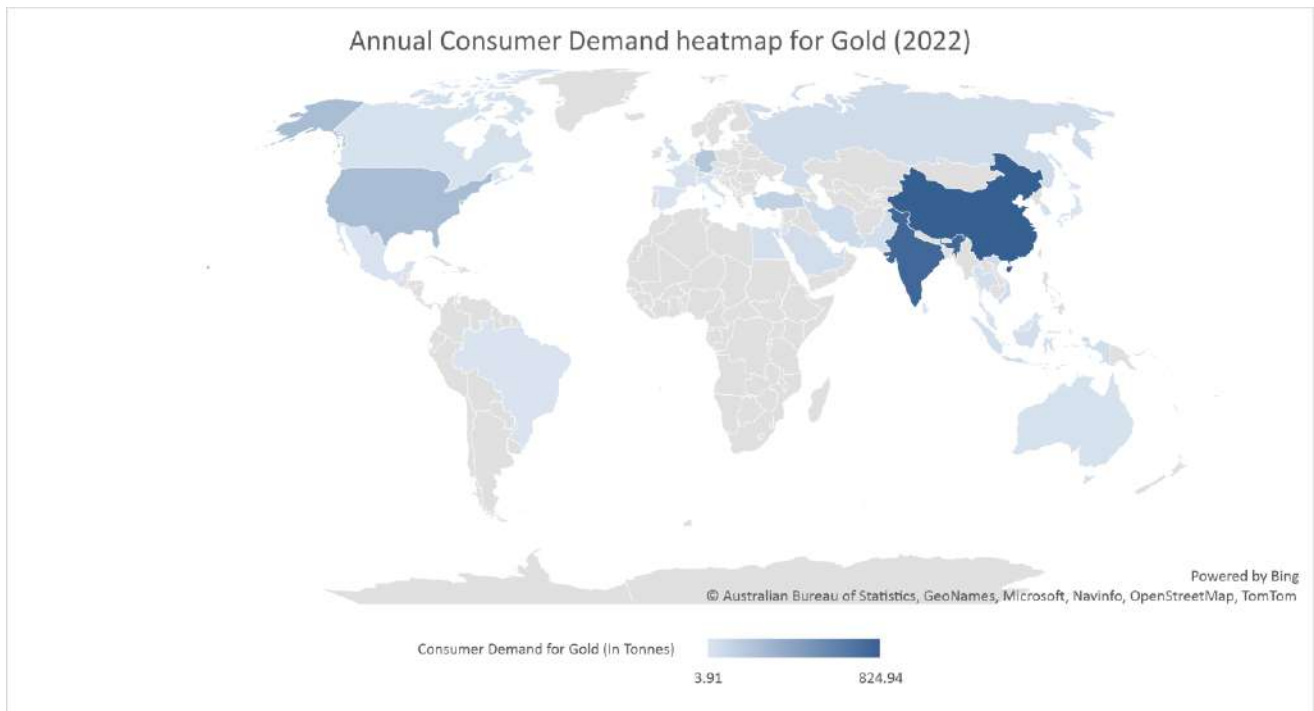 Annual Consumer Demand heatmap for Gold (2022)
Powered by Bing
© Australian Bureau of Statistics, GeoNames, Microsoft, Navinfo, OpenStreetMap, TomTom
Consumer Demand for Gold (In Tonnes)
3.91 824.94